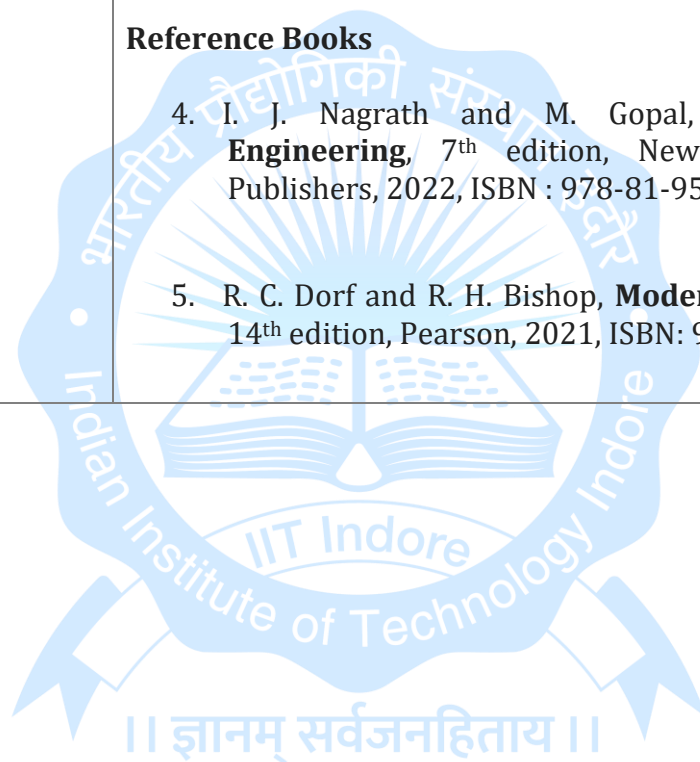 Reference Books
4. I. J. Nagrath and M. Gopal,
Engineering, 7th edition, New
Publishers, 2022, ISBN : 978-81-95
5. R. C. Dorf and R. H. Bishop, Moder
14th edition, Pearson, 2021, ISBN: 9
भारतीय प्रौद्योगिकी संस्थान इंदौर
Indian Institute of Technology Indore
IIT Indore
।। ज्ञानम् सर्वजनहिताय ।।